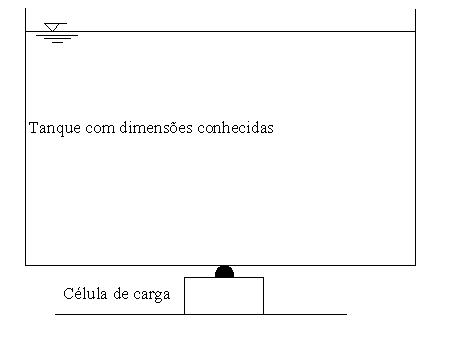 Tanque com dimensões conhecidas
Célula de carga